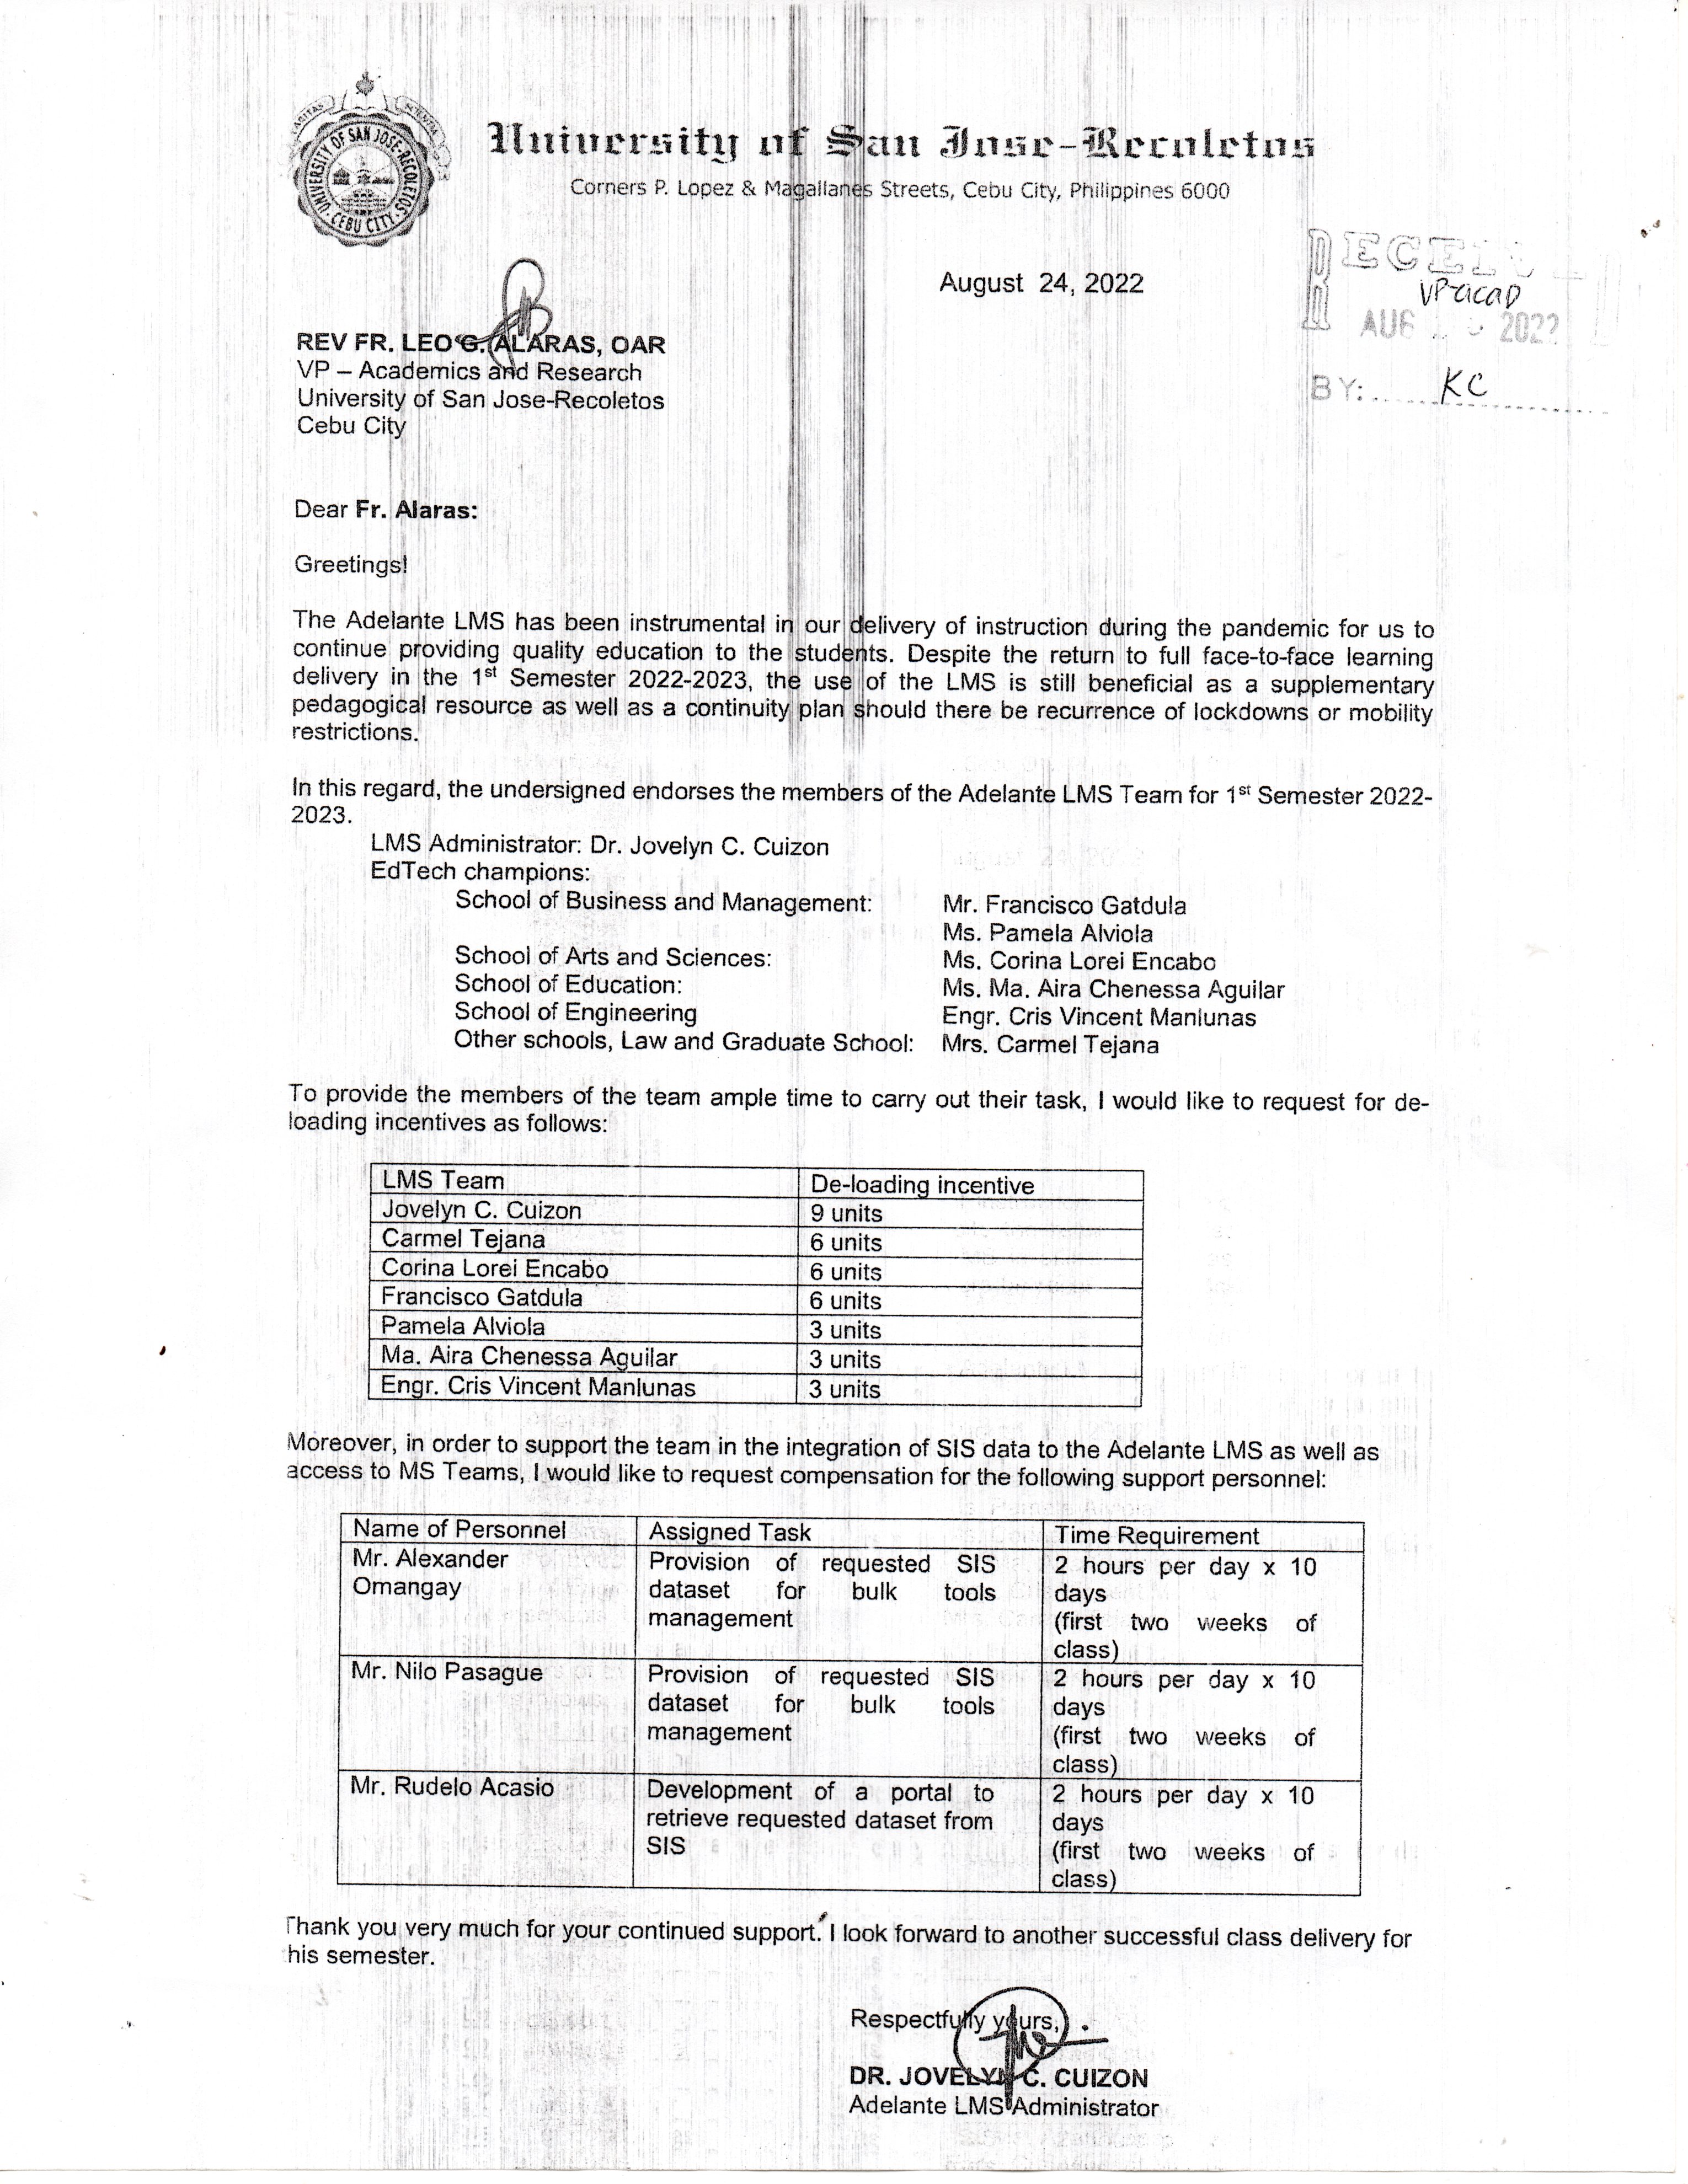 CARITAS
SCIENTIA
UNIVERSITY OF SAN JOSE-RECOLETOS
CEBU CITY
University of San Jose-Recoletos
Corners P. Lopez & Magallanes Streets, Cebu City, Philippines 6000
VP-acad
AUG 2022
BY: KC
August 24, 2022
REV FR. LEO G. ALARAS, OAR
VP – Academics and Research
University of San Jose-Recoletos
Cebu City
Dear Fr. Alaras:
Greetings!
The Adelante LMS has been instrumental in our delivery of instruction during the pandemic for us to
continue providing quality education to the students. Despite the return to full face-to-face learning
delivery in the 1st Semester 2022-2023, the use of the LMS is still beneficial as a supplementary
pedagogical resource as well as a continuity plan should there be recurrence of lockdowns or mobility
restrictions.
In this regard, the undersigned endorses the members of the Adelante LMS Team for 1st Semester 2022-
2023.
LMS Administrator: Dr. Jovelyn C. Cuizon
EdTech champions:
School of Business and Management: Mr. Francisco Gatdula
Ms. Pamela Alviola
School of Arts and Sciences: Ms. Corina Lorei Encabo
School of Education: Ms. Ma. Aira Chenessa Aguilar
School of Engineering Engr. Cris Vincent Manlunas
Other schools, Law and Graduate School: Mrs. Carmel Tejana
To provide the members of the team ample time to carry out their task, I would like to request for de-
loading incentives as follows:
LMS Team De-loading incentive
Jovelyn C. Cuizon 9 units
Carmel Tejana 6 units
Corina Lorei Encabo 6 units
Francisco Gatdula 6 units
Pamela Alviola 3 units
Ma. Aira Chenessa Aguilar 3 units
Engr. Cris Vincent Manlunas 3 units
Moreover, in order to support the team in the integration of SIS data to the Adelante LMS as well as
access to MS Teams, I would like to request compensation for the following support personnel:
Name of Personnel Assigned Task Time Requirement
Mr. Alexander Provision of requested SIS 2 hours per day x 10
Omangay dataset for bulk tools days
management (first two weeks of
class)
Mr. Nilo Pasague Provision of requested SIS 2 hours per day x 10
dataset for bulk tools days
management (first two weeks of
class)
Mr. Rudelo Acasio Development of a portal to 2 hours per day x 10
retrieve requested dataset from days
SIS (first two weeks of
class)
Thank you very much for your continued support. I look forward to another successful class delivery for
his semester.
Respectfully yours,
DR. JOVELYN C. CUIZON
Adelante LMS Administrator